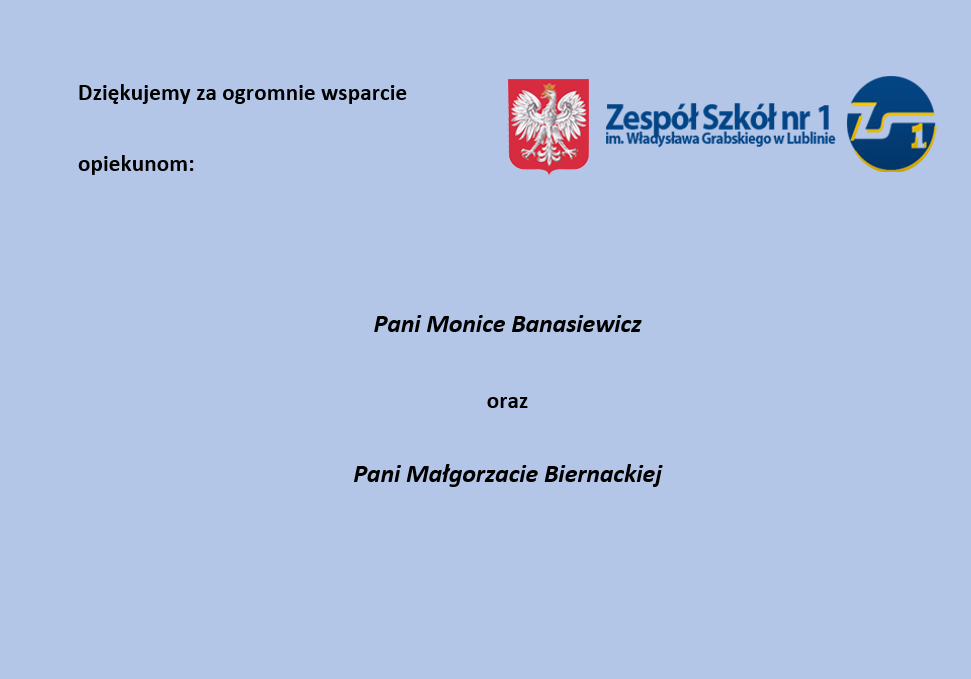 Dziękujemy za ogromnie wsparcie
opiekunom:
Zespół Szkół nr 1
im. Władysława Grabskiego w Lublinie
ZS 1
Pani Monice Banasiewicz
oraz
Pani Małgorzacie Biernackiej